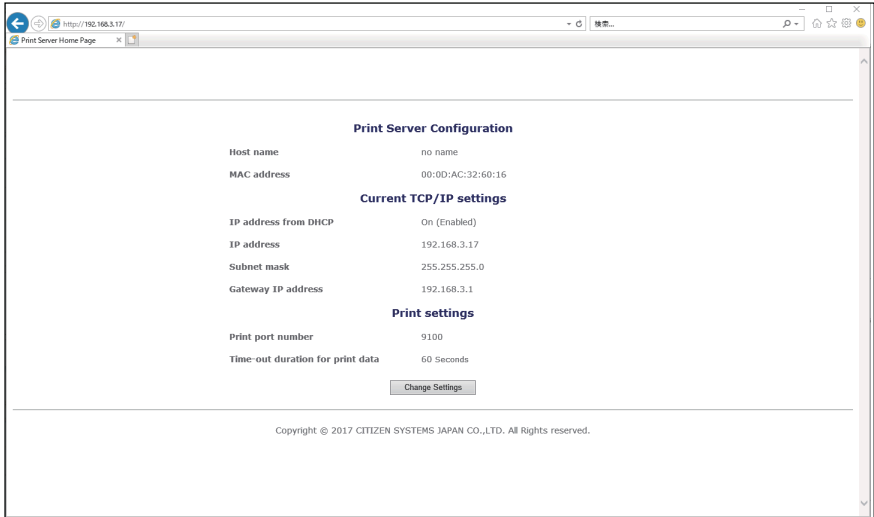 http://192.168.3.17/
検索...
Print Server Home Page
Print Server Configuration
Host name no name
MAC address 00:0D:AC:32:60:16
Current TCP/IP settings
IP address from DHCP On (Enabled)
IP address 192.168.3.17
Subnet mask 255.255.255.0
Gateway IP address 192.168.3.1
Print settings
Print port number 9100
Time-out duration for print data 60 Seconds
Change Settings
Copyright © 2017 CITIZEN SYSTEMS JAPAN CO.,LTD. All Rights reserved.